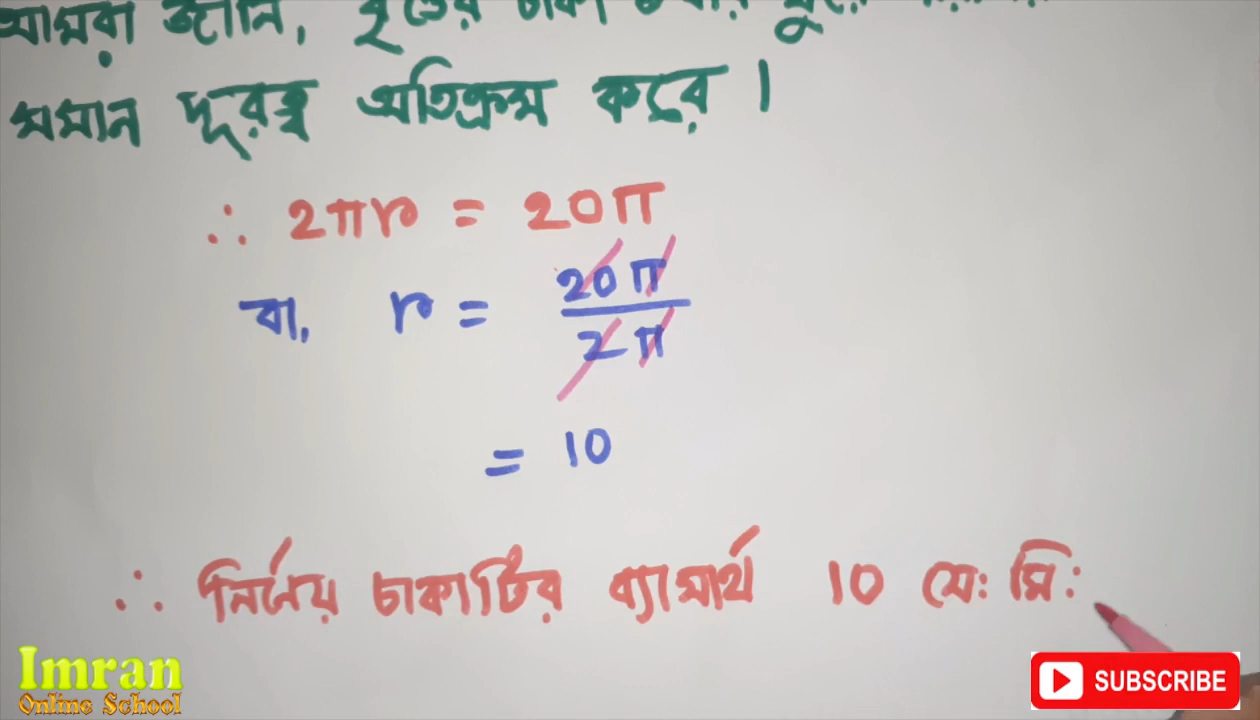 আমরা জানি, বৃত্তের চাকা
সমান দূরত্ব অতিক্রম করে।
∴ 2πr = 20π
বা, r = 20π / 2π
= 10
∴ নির্নেয় চাকাটির ব্যাসার্থ 10 সেঃ মিঃ
Imran
Online School
SUBSCRIBE